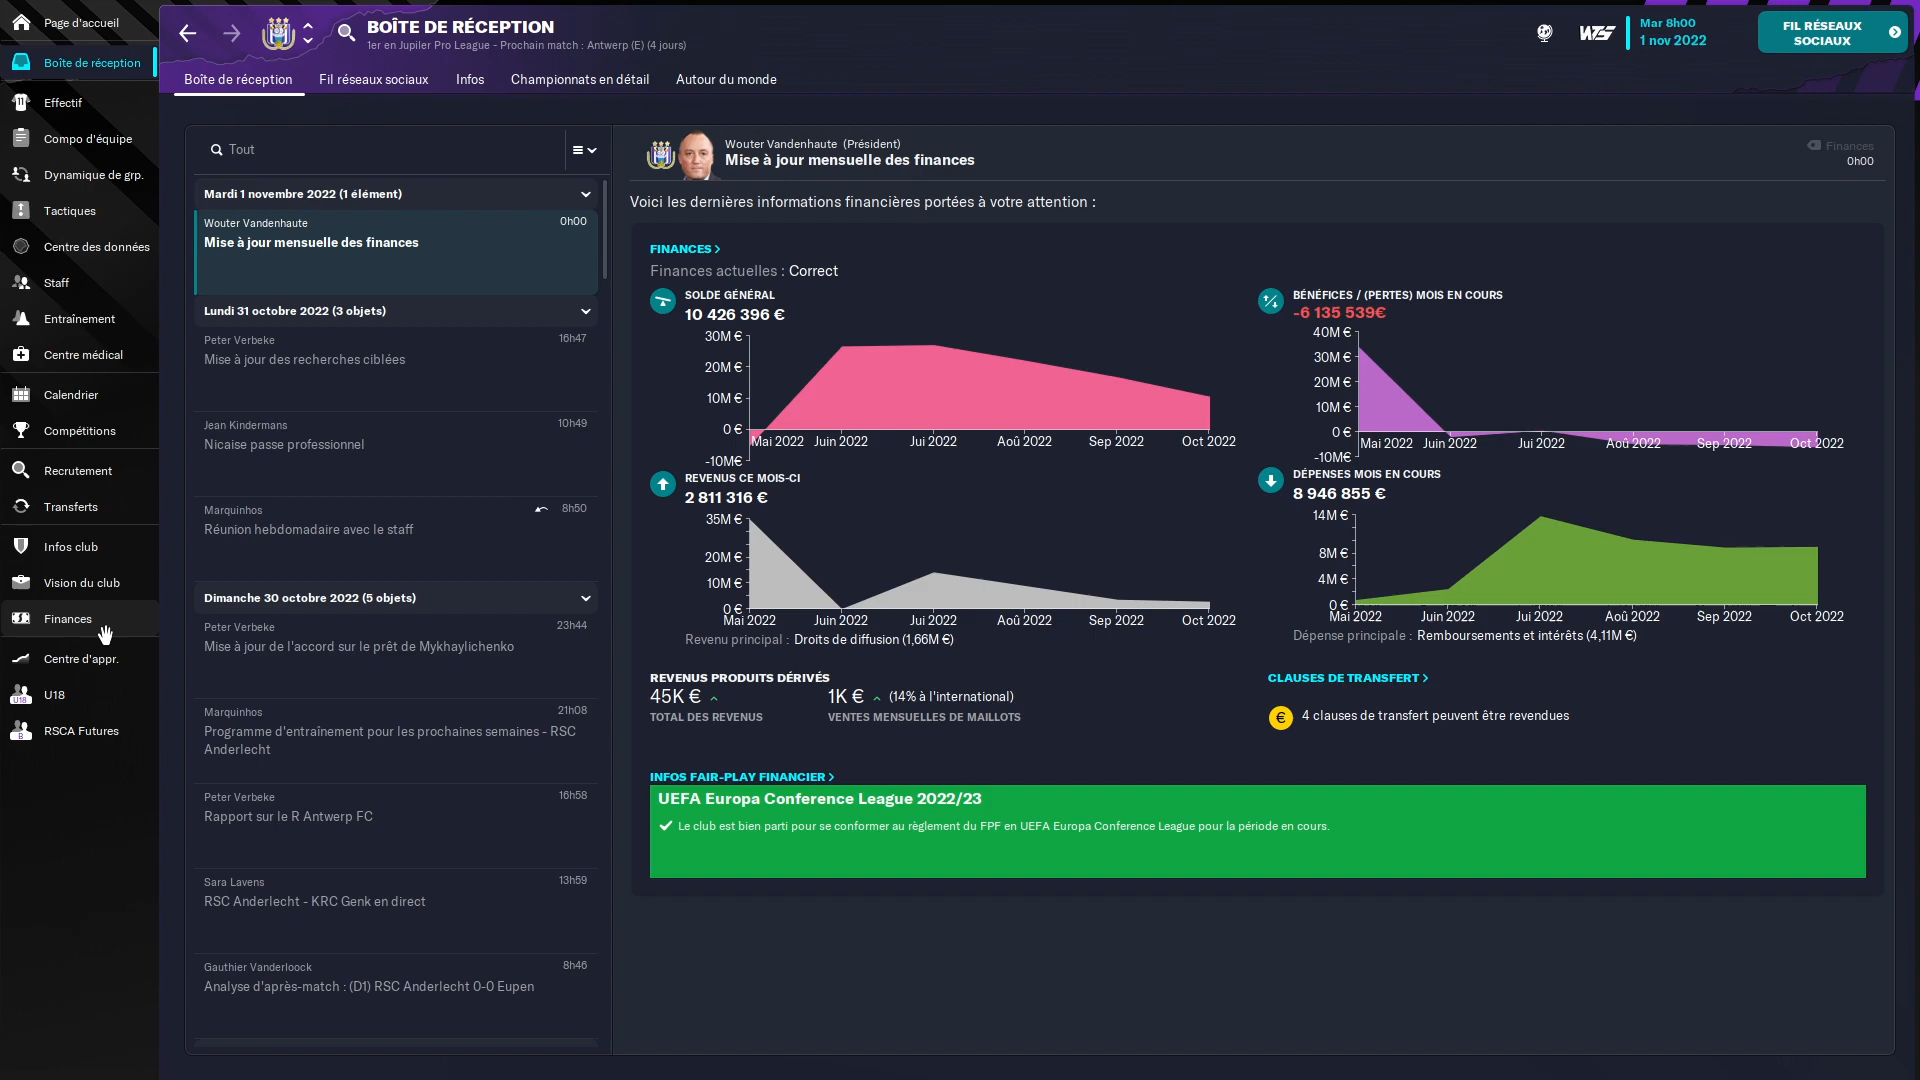 Page d'accueil
Boîte de réception
Effectif
Compo d'équipe
Dynamique de grp.
Tactiques
Centre des données
Staff
Entraînement
Centre médical
Calendrier
Compétitions
Recrutement
Transferts
Infos club
Vision du club
Finances
Centre d'appr.
U18
U18
B
RSCA Futures
BOÎTE DE RÉCEPTION
1er en Jupiler Pro League - Prochain match : Antwerp (E) (4 jours)
Mar 8h00
1 nov 2022
FIL RÉSEAUX
SOCIAUX
Boîte de réception
Fil réseaux sociaux
Infos
Championnats en détail
Autour du monde
Tout
Mardi 1 novembre 2022 (1 élément)
Wouter Vandenhaute 0h00
Mise à jour mensuelle des finances
Lundi 31 octobre 2022 (3 objets)
Peter Verbeke 16h47
Mise à jour des recherches ciblées
Jean Kindermans 10h49
Nicaise passe professionnel
Marquinhos 8h50
Réunion hebdomadaire avec le staff
Dimanche 30 octobre 2022 (5 objets)
Peter Verbeke 23h44
Mise à jour de l'accord sur le prêt de Mykhaylichenko
Marquinhos 21h08
Programme d'entraînement pour les prochaines semaines - RSC
Anderlecht
Peter Verbeke 16h58
Rapport sur le R Antwerp FC
Sara Lavens 13h59
RSC Anderlecht - KRC Genk en direct
Gauthier Vanderloock 8h46
Analyse d'après-match : (D1) RSC Anderlecht 0-0 Eupen
Wouter Vandenhaute (Président)
Mise à jour mensuelle des finances
Finances
0h00
Voici les dernières informations financières portées à votre attention :
FINANCES
Finances actuelles : Correct
SOLDE GÉNÉRAL
10 426 396 €
30M €
20M €
10M €
0 €
-10M€
Mai 2022 Juin 2022 Jui 2022 Aoû 2022 Sep 2022 Oct 2022
BÉNÉFICES / (PERTES) MOIS EN COURS
-6 135 539€
40M €
30M €
20M €
10M €
0 €
-10M€
Mai 2022 Juin 2022 Jui 2022 Aoû 2022 Sep 2022 Oct 2022
REVENUS CE MOIS-CI
2 811 316 €
35M €
20M €
10M €
0 €
Mai 2022 Juin 2022 Jui 2022 Aoû 2022 Sep 2022 Oct 2022
Revenu principal : Droits de diffusion (1,66M €)
DÉPENSES MOIS EN COURS
8 946 855 €
14M €
8M €
4M €
0 €
Mai 2022 Juin 2022 Jui 2022 Aoû 2022 Sep 2022 Oct 2022
Dépense principale : Remboursements et intérêts (4,11M €)
REVENUS PRODUITS DÉRIVÉS
45K € 1K € (14% à l'international)
TOTAL DES REVENUS VENTES MENSUELLES DE MAILLOTS
CLAUSES DE TRANSFERT
€ 4 clauses de transfert peuvent être revendues
INFOS FAIR-PLAY FINANCIER
UEFA Europa Conference League 2022/23
Le club est bien parti pour se conformer au règlement du FPF en UEFA Europa Conference League pour la période en cours.